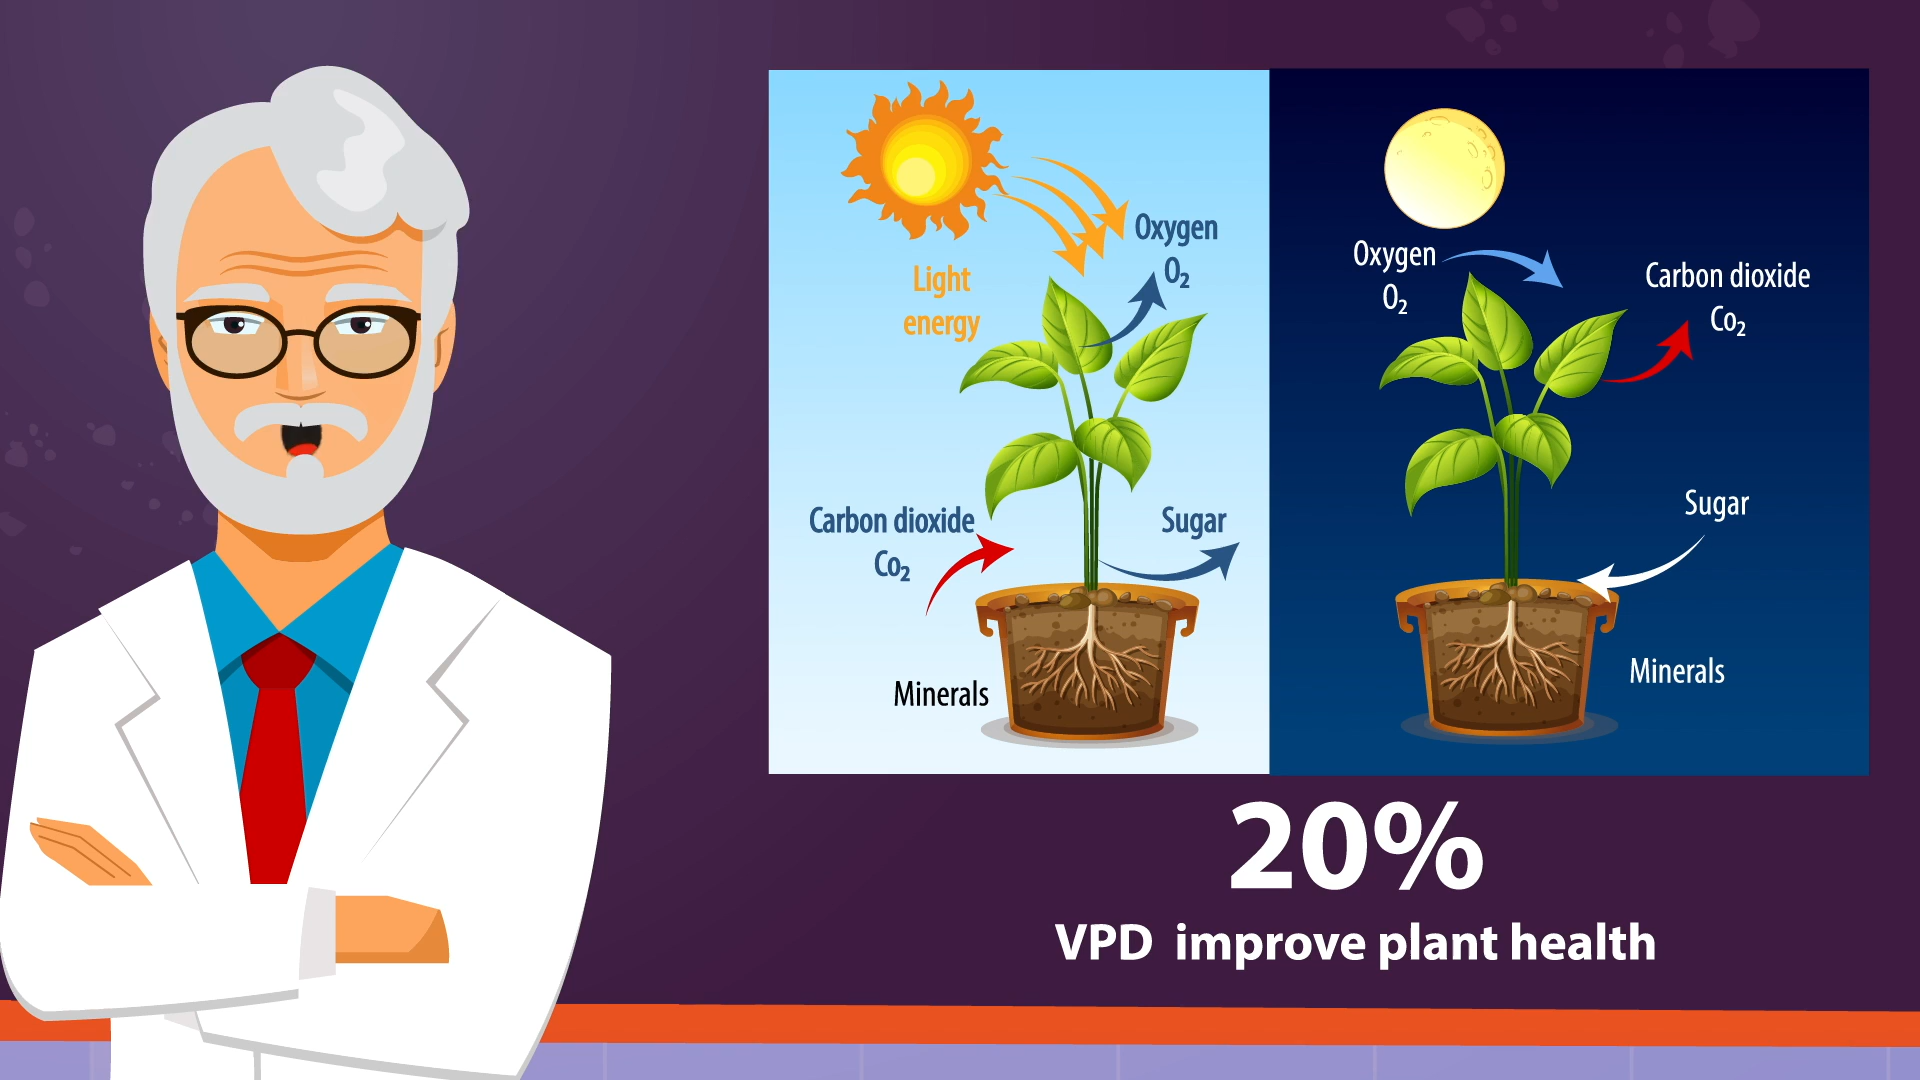 Light
energy
Oxygen
O₂
Carbon dioxide
Co₂
Sugar
Minerals
Oxygen
O₂
Carbon dioxide
Co₂
Sugar
Minerals
20%
VPD improve plant health